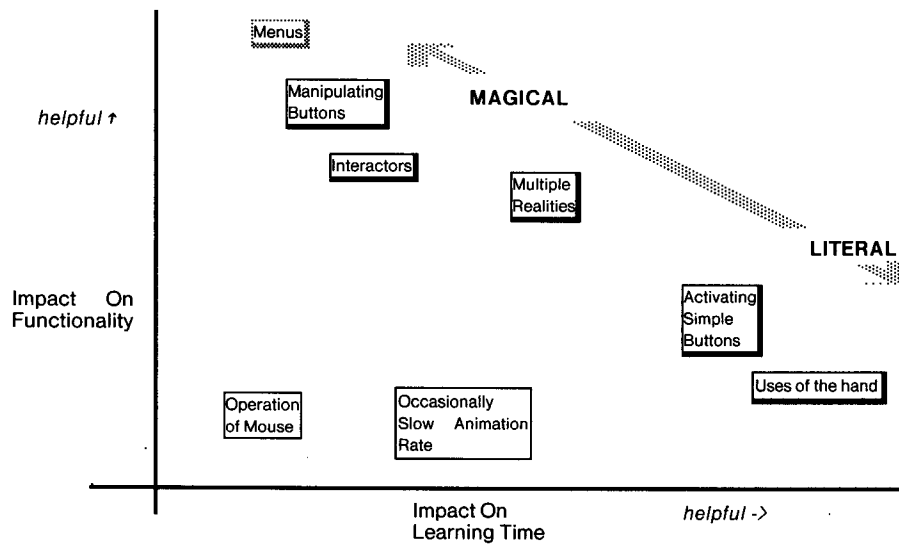 Menus
Manipulating
Buttons
MAGICAL
helpful ↑
Interactors
Multiple
Realities
LITERAL
Impact On
Functionality
Activating
Simple
Buttons
Uses of the hand
Operation
of Mouse
Occasionally
Slow Animation
Rate
Impact On
Learning Time
helpful ->